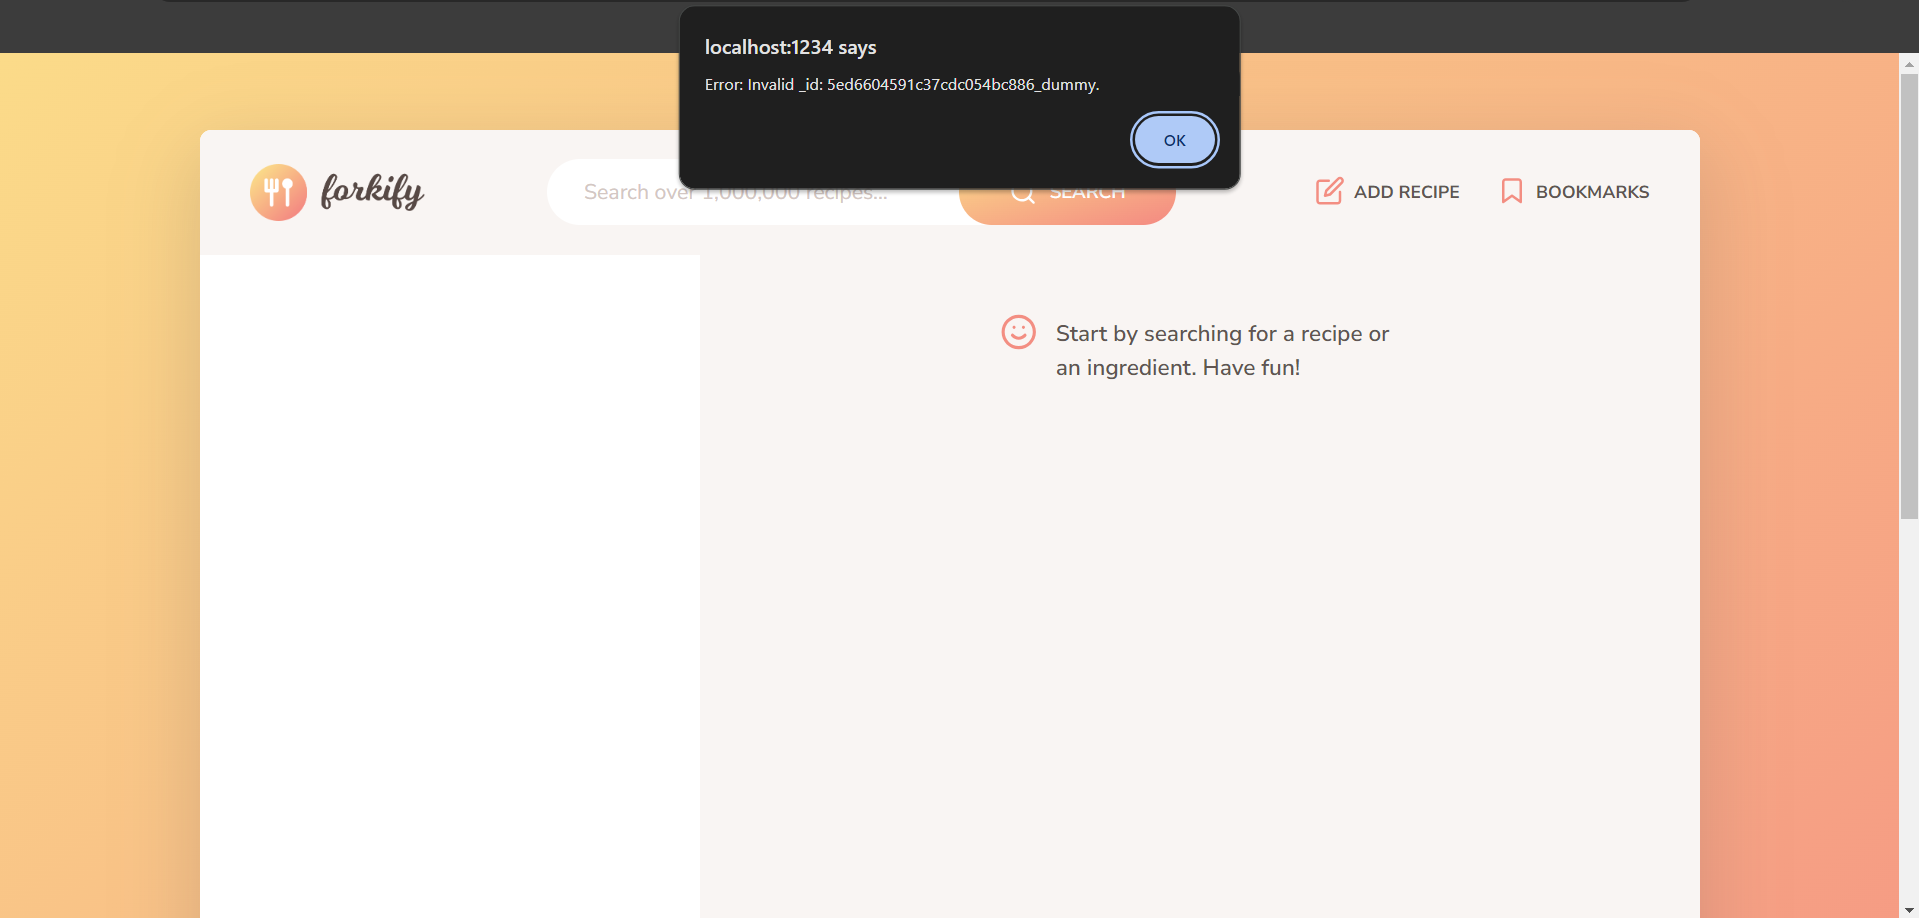 localhost:1234 says
Error: Invalid _id: 5ed6604591c37cdc054bc886_dummy.
OK
forkify
Search over 1,000,000 recipes...
SEARCH
ADD RECIPE
BOOKMARKS
Start by searching for a recipe or
an ingredient. Have fun!